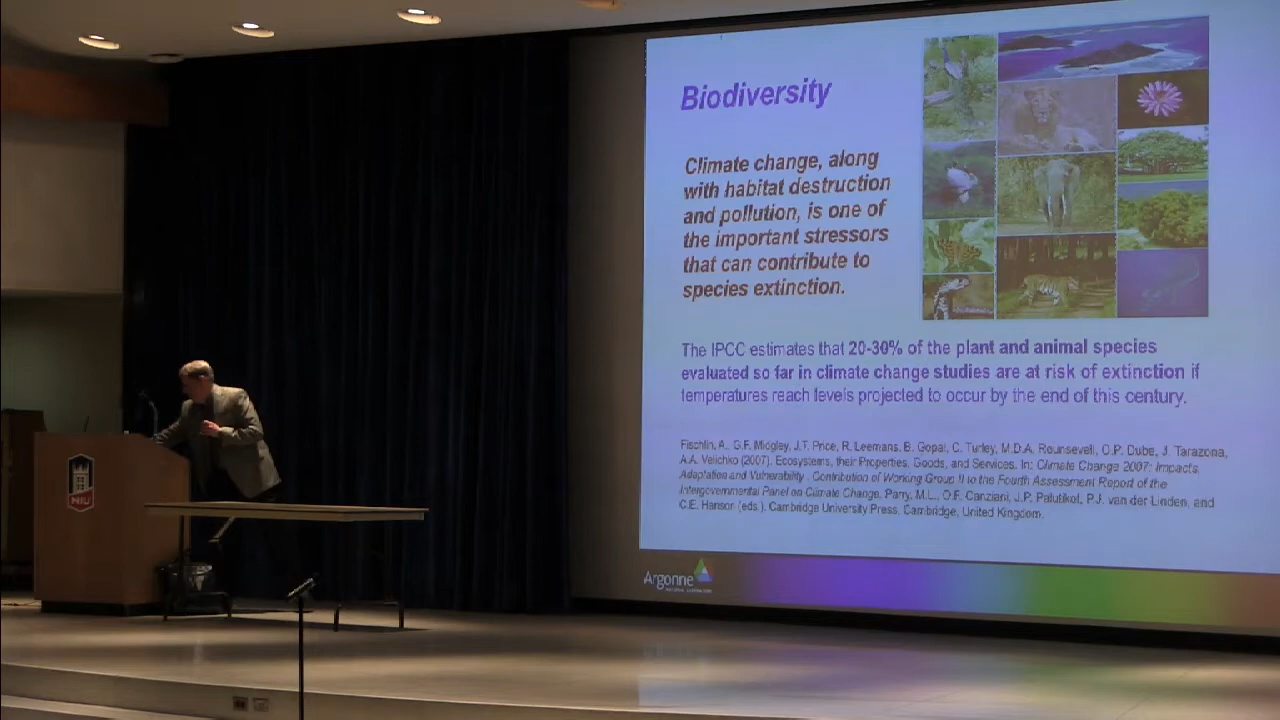 Biodiversity
Climate change, along
with habitat destruction
and pollution, is one of
the important stressors
that can contribute to
species extinction.
The IPCC estimates that 20-30% of the plant and animal species
evaluated so far in climate change studies are at risk of extinction if
temperatures reach levels projected to occur by the end of this century.
Fischlin, A., G.F. Midgley, J.T. Price, R. Leemans, B. Gopal, C. Turley, M.D.A. Rounsevell, O.P. Dube, J. Tarazona,
A.A. Velichko (2007). Ecosystems, their Properties, Goods, and Services. In: Climate Change 2007: Impacts,
Adaptation and Vulnerability. Contribution of Working Group II to the Fourth Assessment Report of the
Intergovernmental Panel on Climate Change, Parry, M.L., O.F. Canziani, J.P. Palutikof, P.J. van der Linden, and
C.E. Hanson (eds.). Cambridge University Press, Cambridge, United Kingdom.
Argonne
NIU